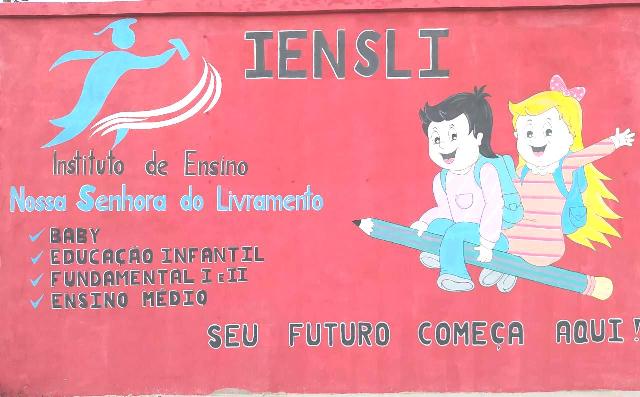 IENSLI
Instituto de Ensino
Nossa Senhora do Livramento
BABY
EDUCAÇÃO INFANTIL
FUNDAMENTAL I E II
ENSINO MÉDIO
SEU FUTURO COMEÇA AQUI!